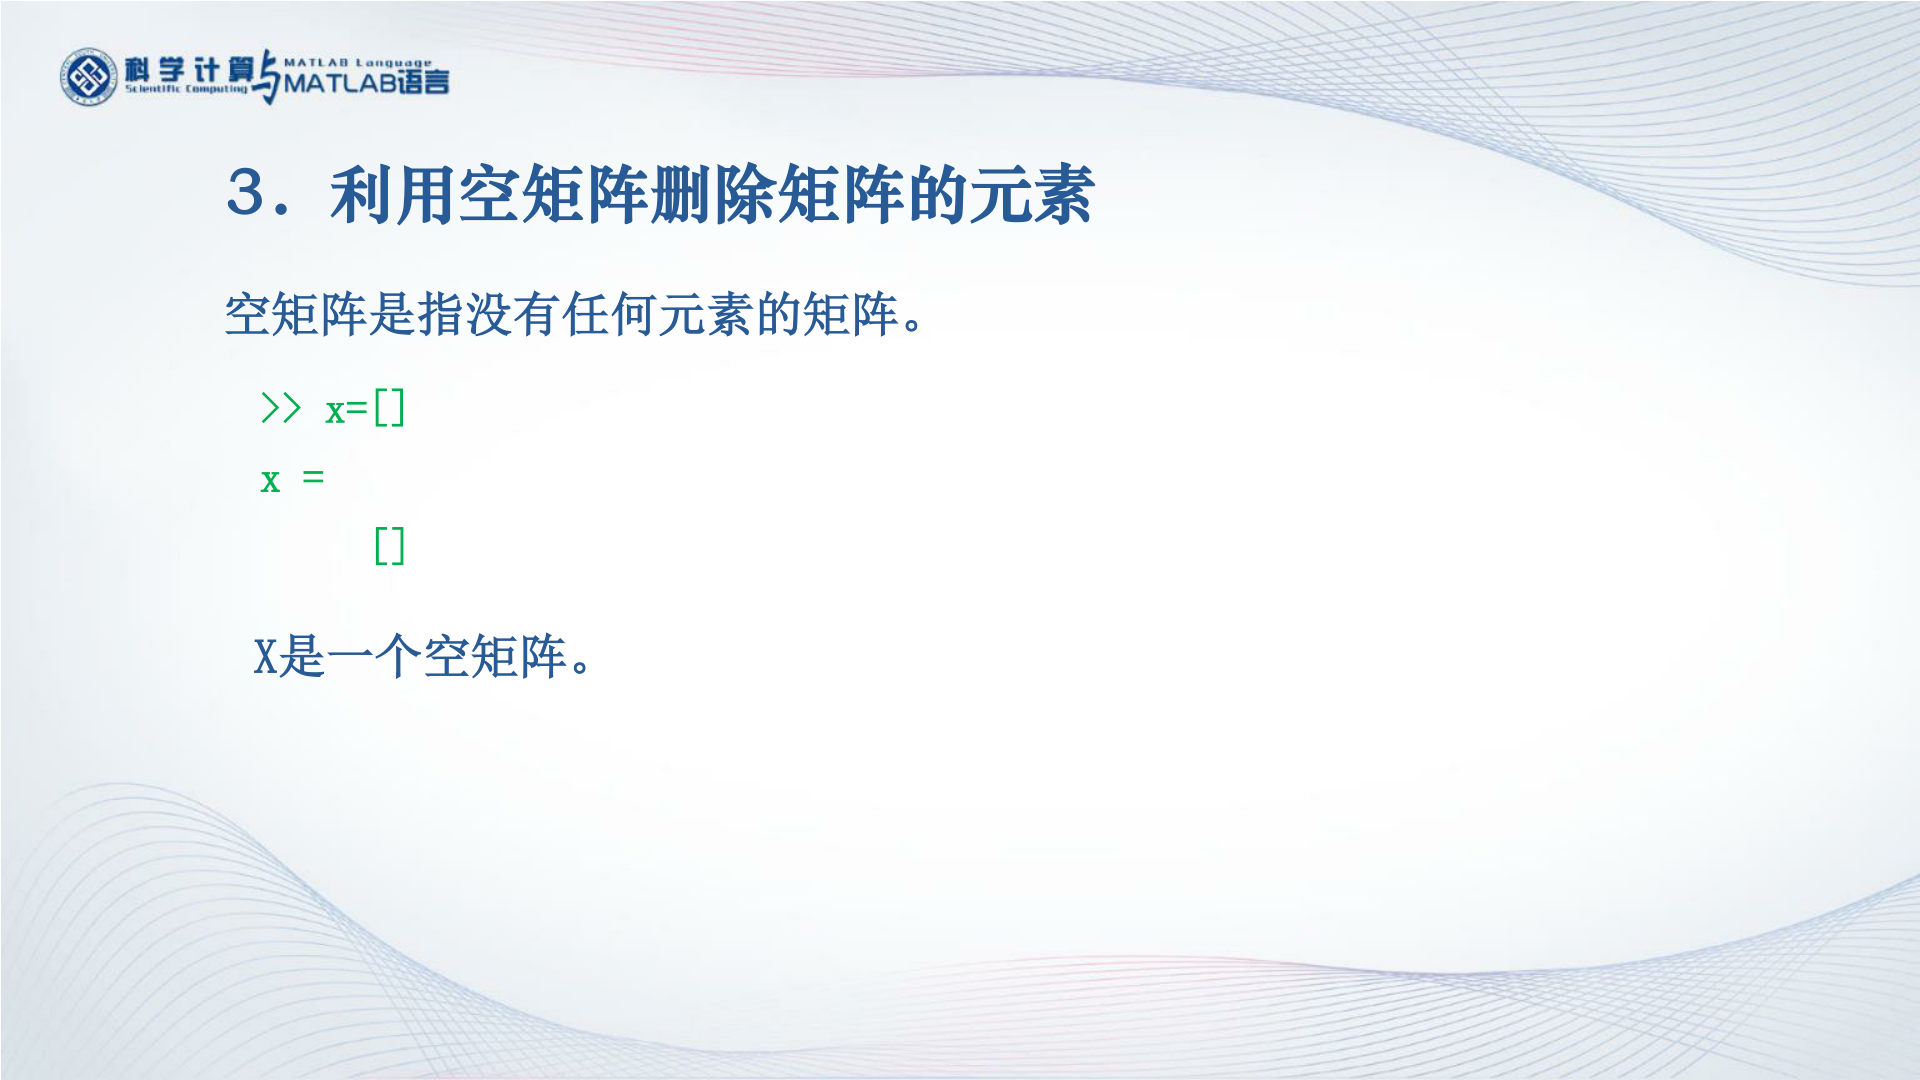 科学计算与MATLAB语言
Scientific Computing
MATLAB Language
3. 利用空矩阵删除矩阵的元素
空矩阵是指没有任何元素的矩阵。
>> x=[]
x =
[]
X是一个空矩阵。